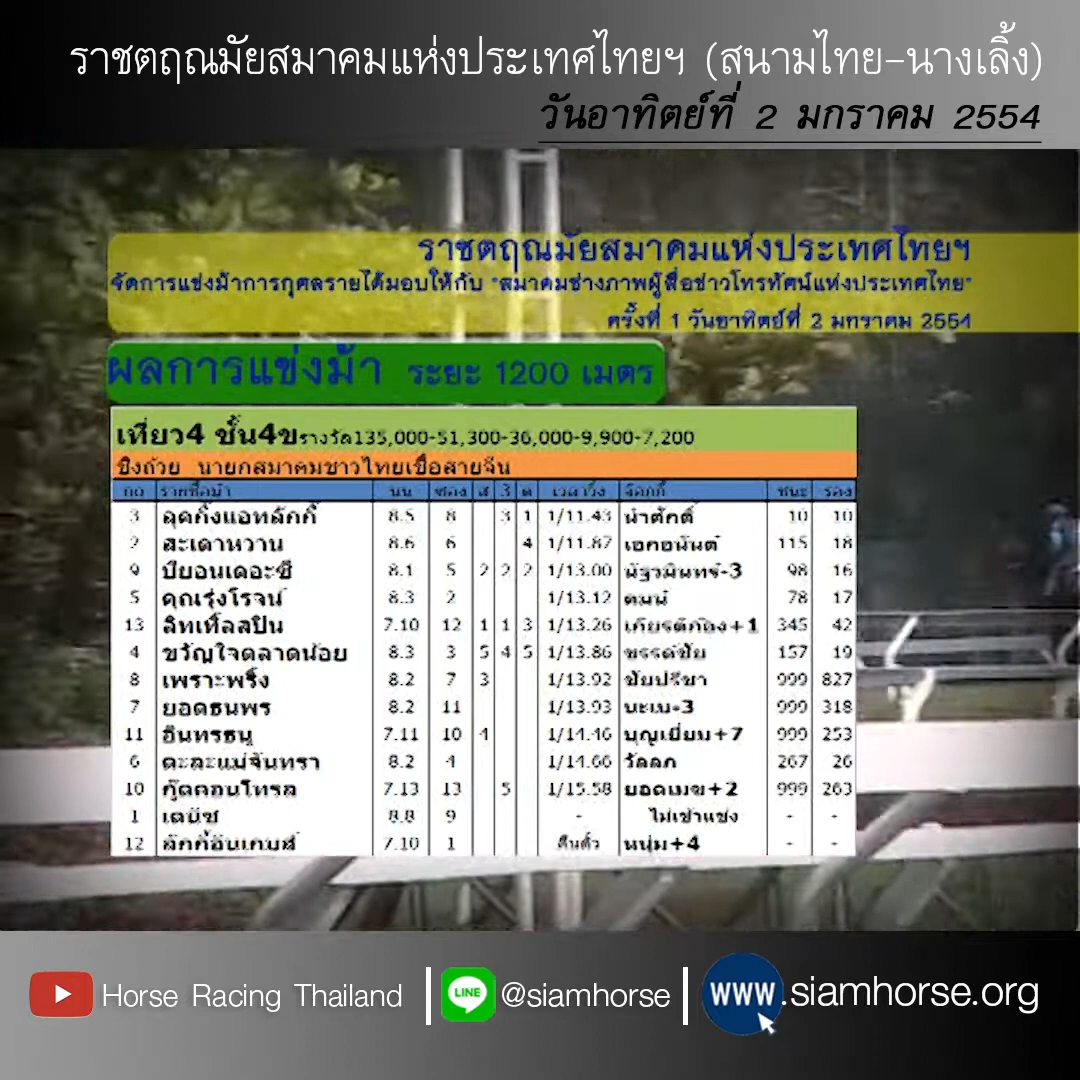 ราชตฤณมัยสมาคมแห่งประเทศไทยฯ (สนามไทย-นางเลิ้ง)
วันอาทิตย์ที่ 2 มกราคม 2554
ราชตฤณมัยสมาคมแห่งประเทศไทยฯ
จัดการแข่งม้าการกุศลรายได้มอบให้กับ "สมาคมช่างภาพผู้สื่อข่าวโทรทัศน์แห่งประเทศไทย"
ครั้งที่ 1 วันอาทิตย์ที่ 2 มกราคม 2554
ผลการแข่งม้า ระยะ 1200 เมตร
เที่ยว4 ชั้น4ข รางวัล135,000-51,300-36,000-9,900-7,200
ชิงถ้วย นายกสมาคมชาวไทยเชื้อสายจีน
รายชื่อม้า นน ซอง ส 3 ต เวลาวิ่ง จ๊อกกี้ ชนะ รอง
3 ลุคกิ้งแอทลักกี้ 8.5 8 3 1 1/11.43 นำศักดิ์ 10 10
2 สะเดาหวาน 8.6 6 4 1/11.87 เอกอนันต์ 115 18
9 บียอนเดอะซี 8.1 5 2 2 2 1/13.00 98 16
5 คุณรุ่งโรจน์ 8.3 2 1/13.12 78 17
13 ลิทเทิ้ลสปิน 7.10 12 1 1 3 1/13.26 345 42
4 ขวัญใจตลาดน้อย 8.3 3 5 4 5 1/13.86 157 19
8 เพราะพริ้ง 8.2 7 3 1/13.92 ชัยปรีชา 999 827
7 ยอดธนพร 8.2 11 1/13.93 999 318
11 อินทรธนู 7.11 10 4 1/14.46 บุญเยี่ยม+7 999 253
6 ตะละแม่จันทรา 8.2 4 1/14.66 วัลลภ 267 26
10 กู๊ดคอนโทรล 7.13 13 5 1/15.58 ยอดเมฆ+2 999 263
1 8.8 9 - ไม่เข้าแข่ง - -
12 7.10 1 คืนตั๋ว หนุ่ม+4 - -
Horse Racing Thailand
LINE @siamhorse
www.siamhorse.org